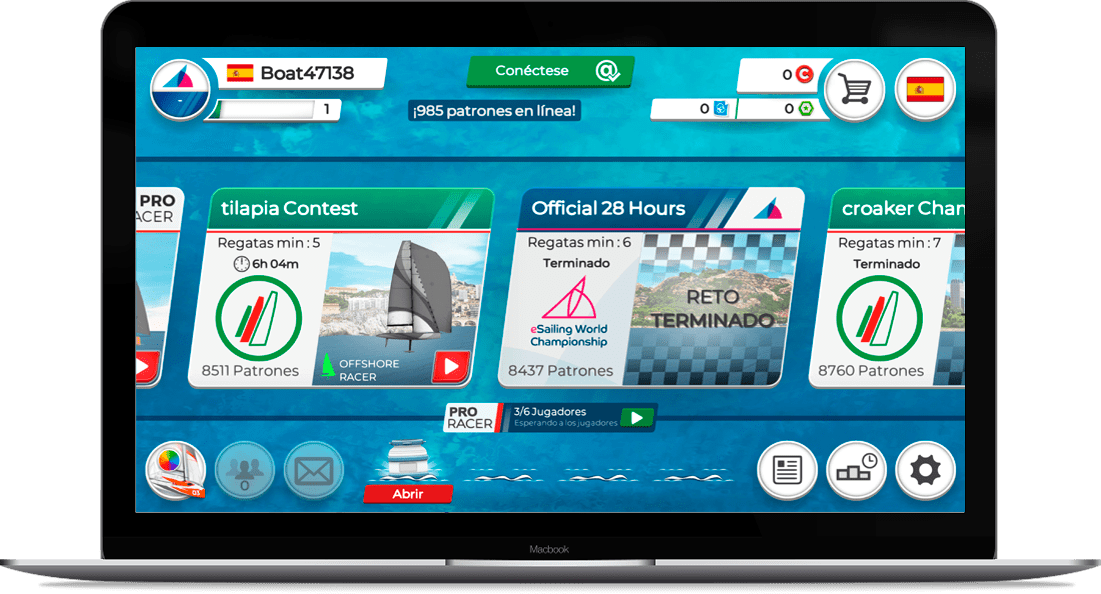 Boat47138
1
Conéctese
¡985 patrones en línea!
0
0
0
PRO
RACER
tilapia Contest
Regatas min : 5
6h 04m
8511 Patrones
OFFSHORE
RACER
Official 28 Hours
Regatas min : 6
Terminado
eSailing World
Championship
8437 Patrones
RETO
TERMINADO
croaker Cham
Regatas min : 7
Terminado
8760 Patrones
PRO
RACER
3/6 Jugadores
Esperando a los jugadores
03
0
Abrir
Macbook